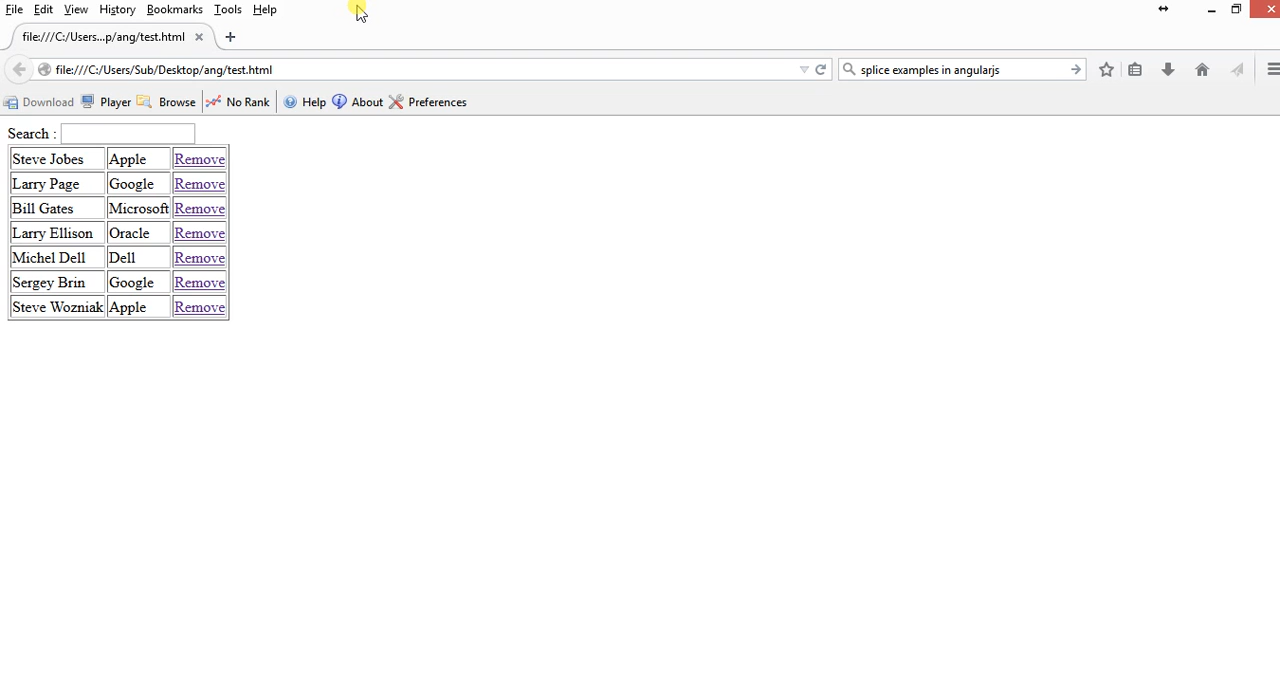 File Edit View History Bookmarks Tools Help
file:///C:/Users...p/ang/test.html
file:///C:/Users/Sub/Desktop/ang/test.html splice examples in angularjs
Download Player Browse No Rank Help About Preferences
Search :
Steve Jobes Apple Remove
Larry Page Google Remove
Bill Gates Microsoft Remove
Larry Ellison Oracle Remove
Michel Dell Dell Remove
Sergey Brin Google Remove
Steve Wozniak Apple Remove